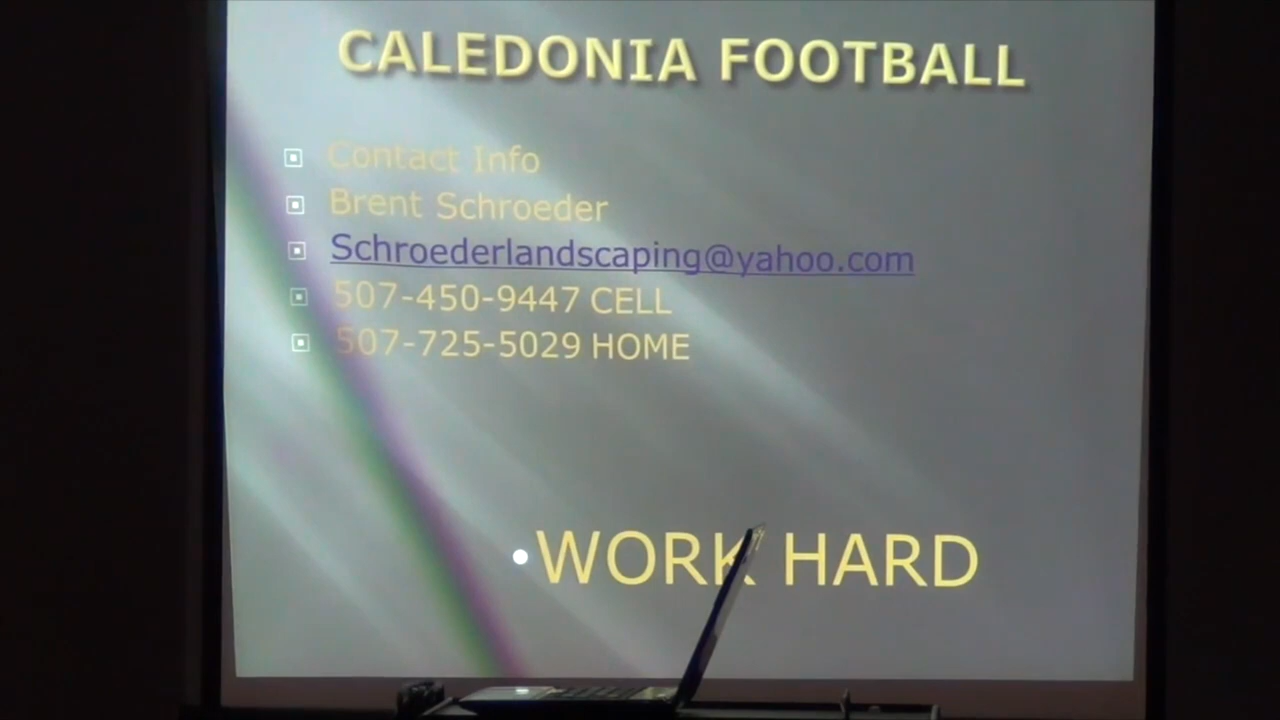 CALEDONIA FOOTBALL
Contact Info
Brent Schroeder
Schroederlandscaping@yahoo.com
507-450-9447 CELL
507-725-5029 HOME
• WORK HARD